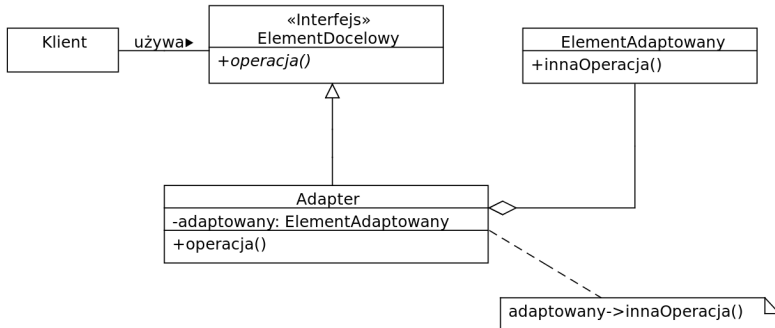 Klient
używa▶
«Interfejs»
ElementDocelowy
+operacja()
ElementAdaptowany
+innaOperacja()
Adapter
-adaptowany: ElementAdaptowany
+operacja()
adaptowany->innaOperacja()